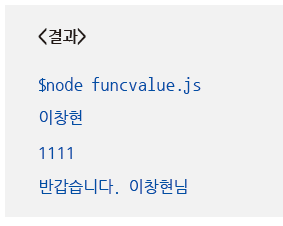 <결과>
$node funcvalue.js
이창현
1111
반갑습니다. 이창현님